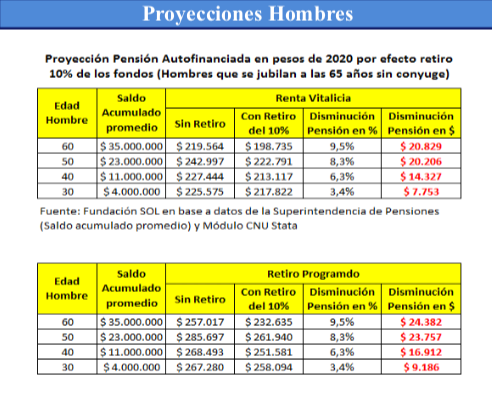 Proyecciones Hombres
Proyección Pensión Autofinanciada en pesos de 2020 por efecto retiro
10% de los fondos (Hombres que se jubilan a las 65 años sin conyuge)
Edad Hombre | Saldo Acumulado promedio | Renta Vitalicia
Sin Retiro | Con Retiro del 10% | Disminución Pensión en % | Disminución Pensión en $
60 | $ 35.000.000 | $ 219.564 | $ 198.735 | 9,5% | $ 20.829
50 | $ 23.000.000 | $ 242.997 | $ 222.791 | 8,3% | $ 20.206
40 | $ 11.000.000 | $ 227.444 | $ 213.117 | 6,3% | $ 14.327
30 | $ 4.000.000 | $ 225.575 | $ 217.822 | 3,4% | $ 7.753
Fuente: Fundación SOL en base a datos de la Superintendencia de Pensiones
(Saldo acumulado promedio) y Módulo CNU Stata
Edad Hombre | Saldo Acumulado promedio | Retiro Programdo
Sin Retiro | Con Retiro del 10% | Disminución Pensión en % | Disminución Pensión en $
60 | $ 35.000.000 | $ 257.017 | $ 232.635 | 9,5% | $ 24.382
50 | $ 23.000.000 | $ 285.697 | $ 261.940 | 8,3% | $ 23.757
40 | $ 11.000.000 | $ 268.493 | $ 251.581 | 6,3% | $ 16.912
30 | $ 4.000.000 | $ 267.280 | $ 258.094 | 3,4% | $ 9.186